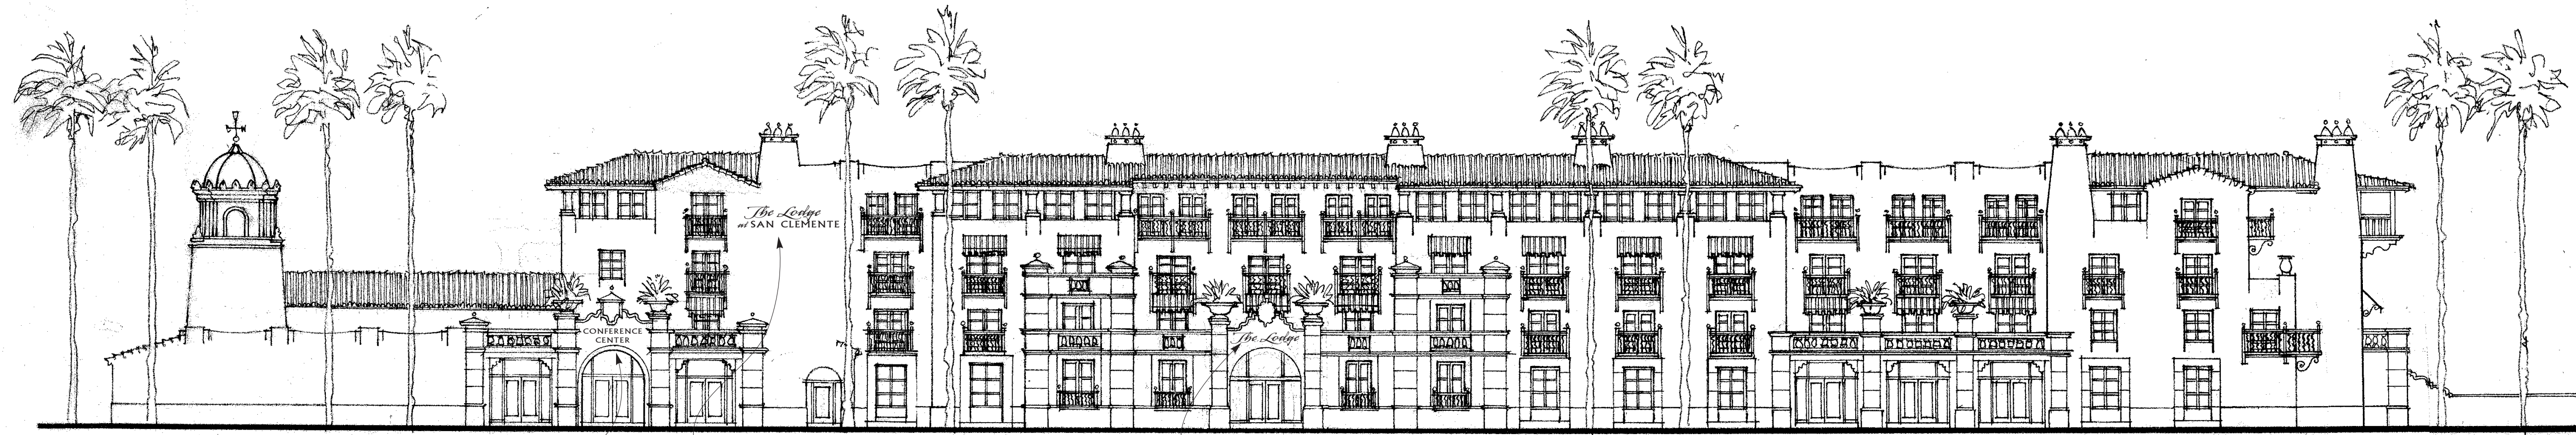 The Lodge
at SAN CLEMENTE
CONFERENCE
CENTER
The Lodge